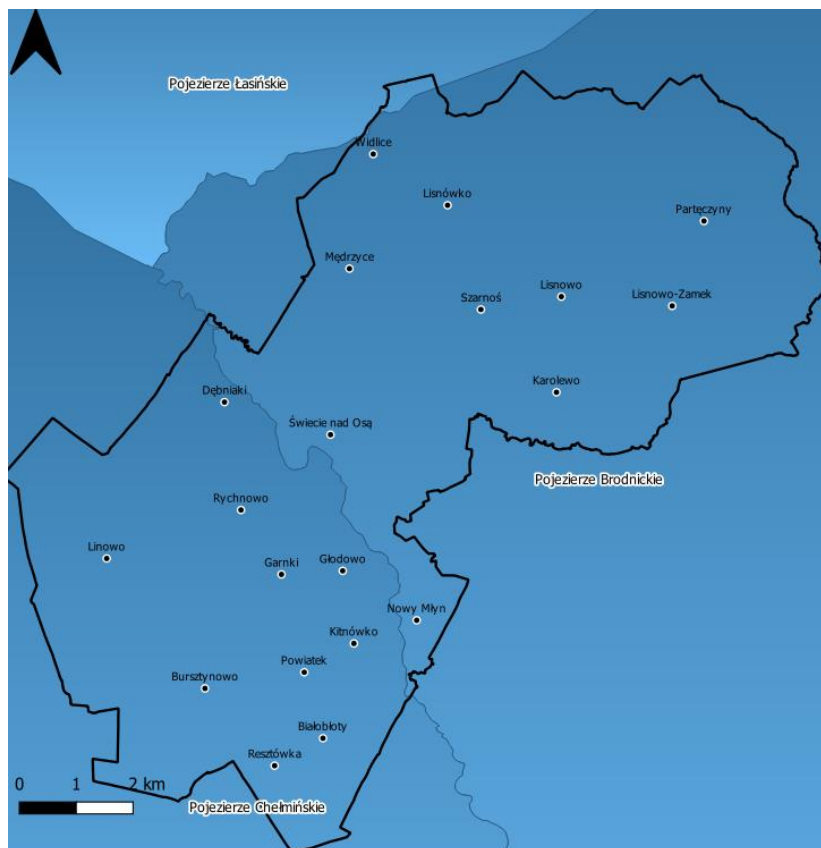 Pojezierze Łasińskie
Widlice
Lisnówko
Partęczyny
Mędrzyce
Szarnoś
Lisnowo
Lisnowo-Zamek
Dębniaki
Karolewo
Świecie nad Osą
Pojezierze Brodnickie
Rychnowo
Linowo
Garnki
Głodowo
Nowy Młyn
Kitnówko
Powiatek
Bursztynowo
Białobłoty
Resztówka
0 1 2 km
Pojezierze Chełmińskie